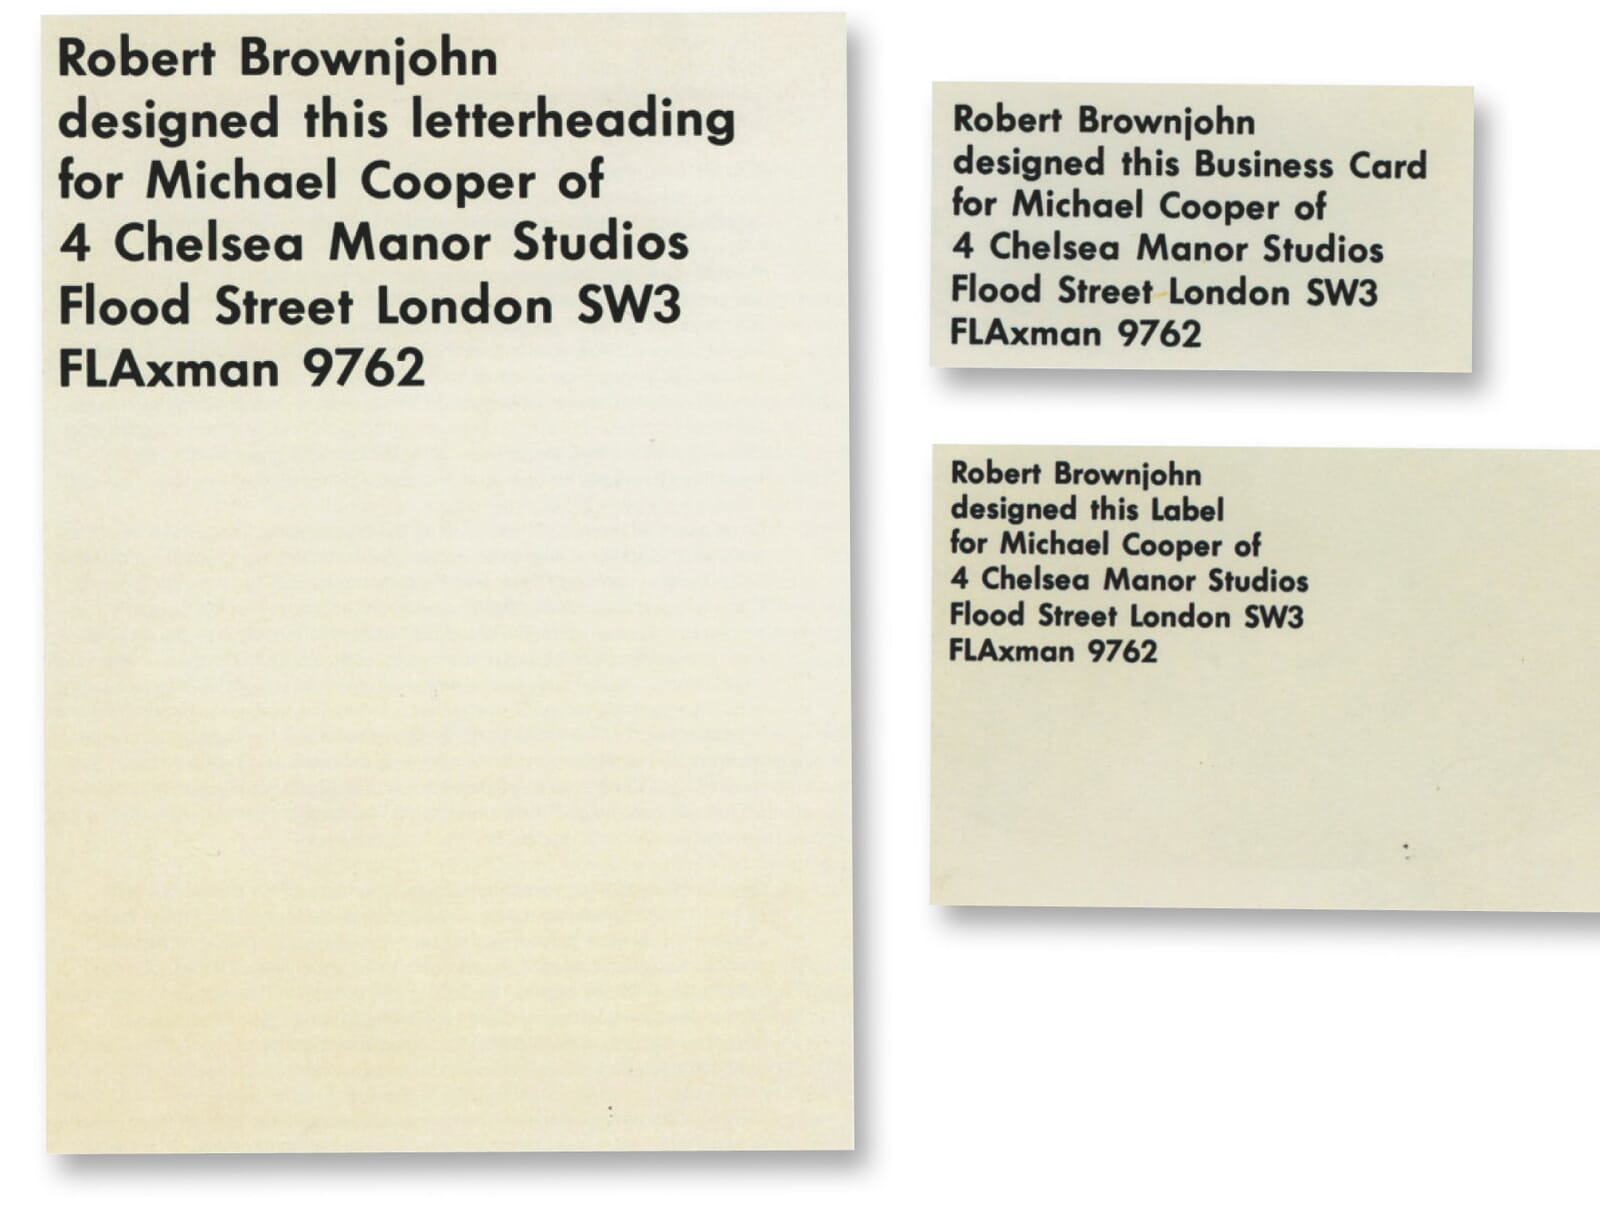 Robert Brownjohn
designed this letterheading
for Michael Cooper of
4 Chelsea Manor Studios
Flood Street London SW3
FLAxman 9762
Robert Brownjohn
designed this Business Card
for Michael Cooper of
4 Chelsea Manor Studios
Flood Street London SW3
FLAxman 9762
Robert Brownjohn
designed this Label
for Michael Cooper of
4 Chelsea Manor Studios
Flood Street London SW3
FLAxman 9762